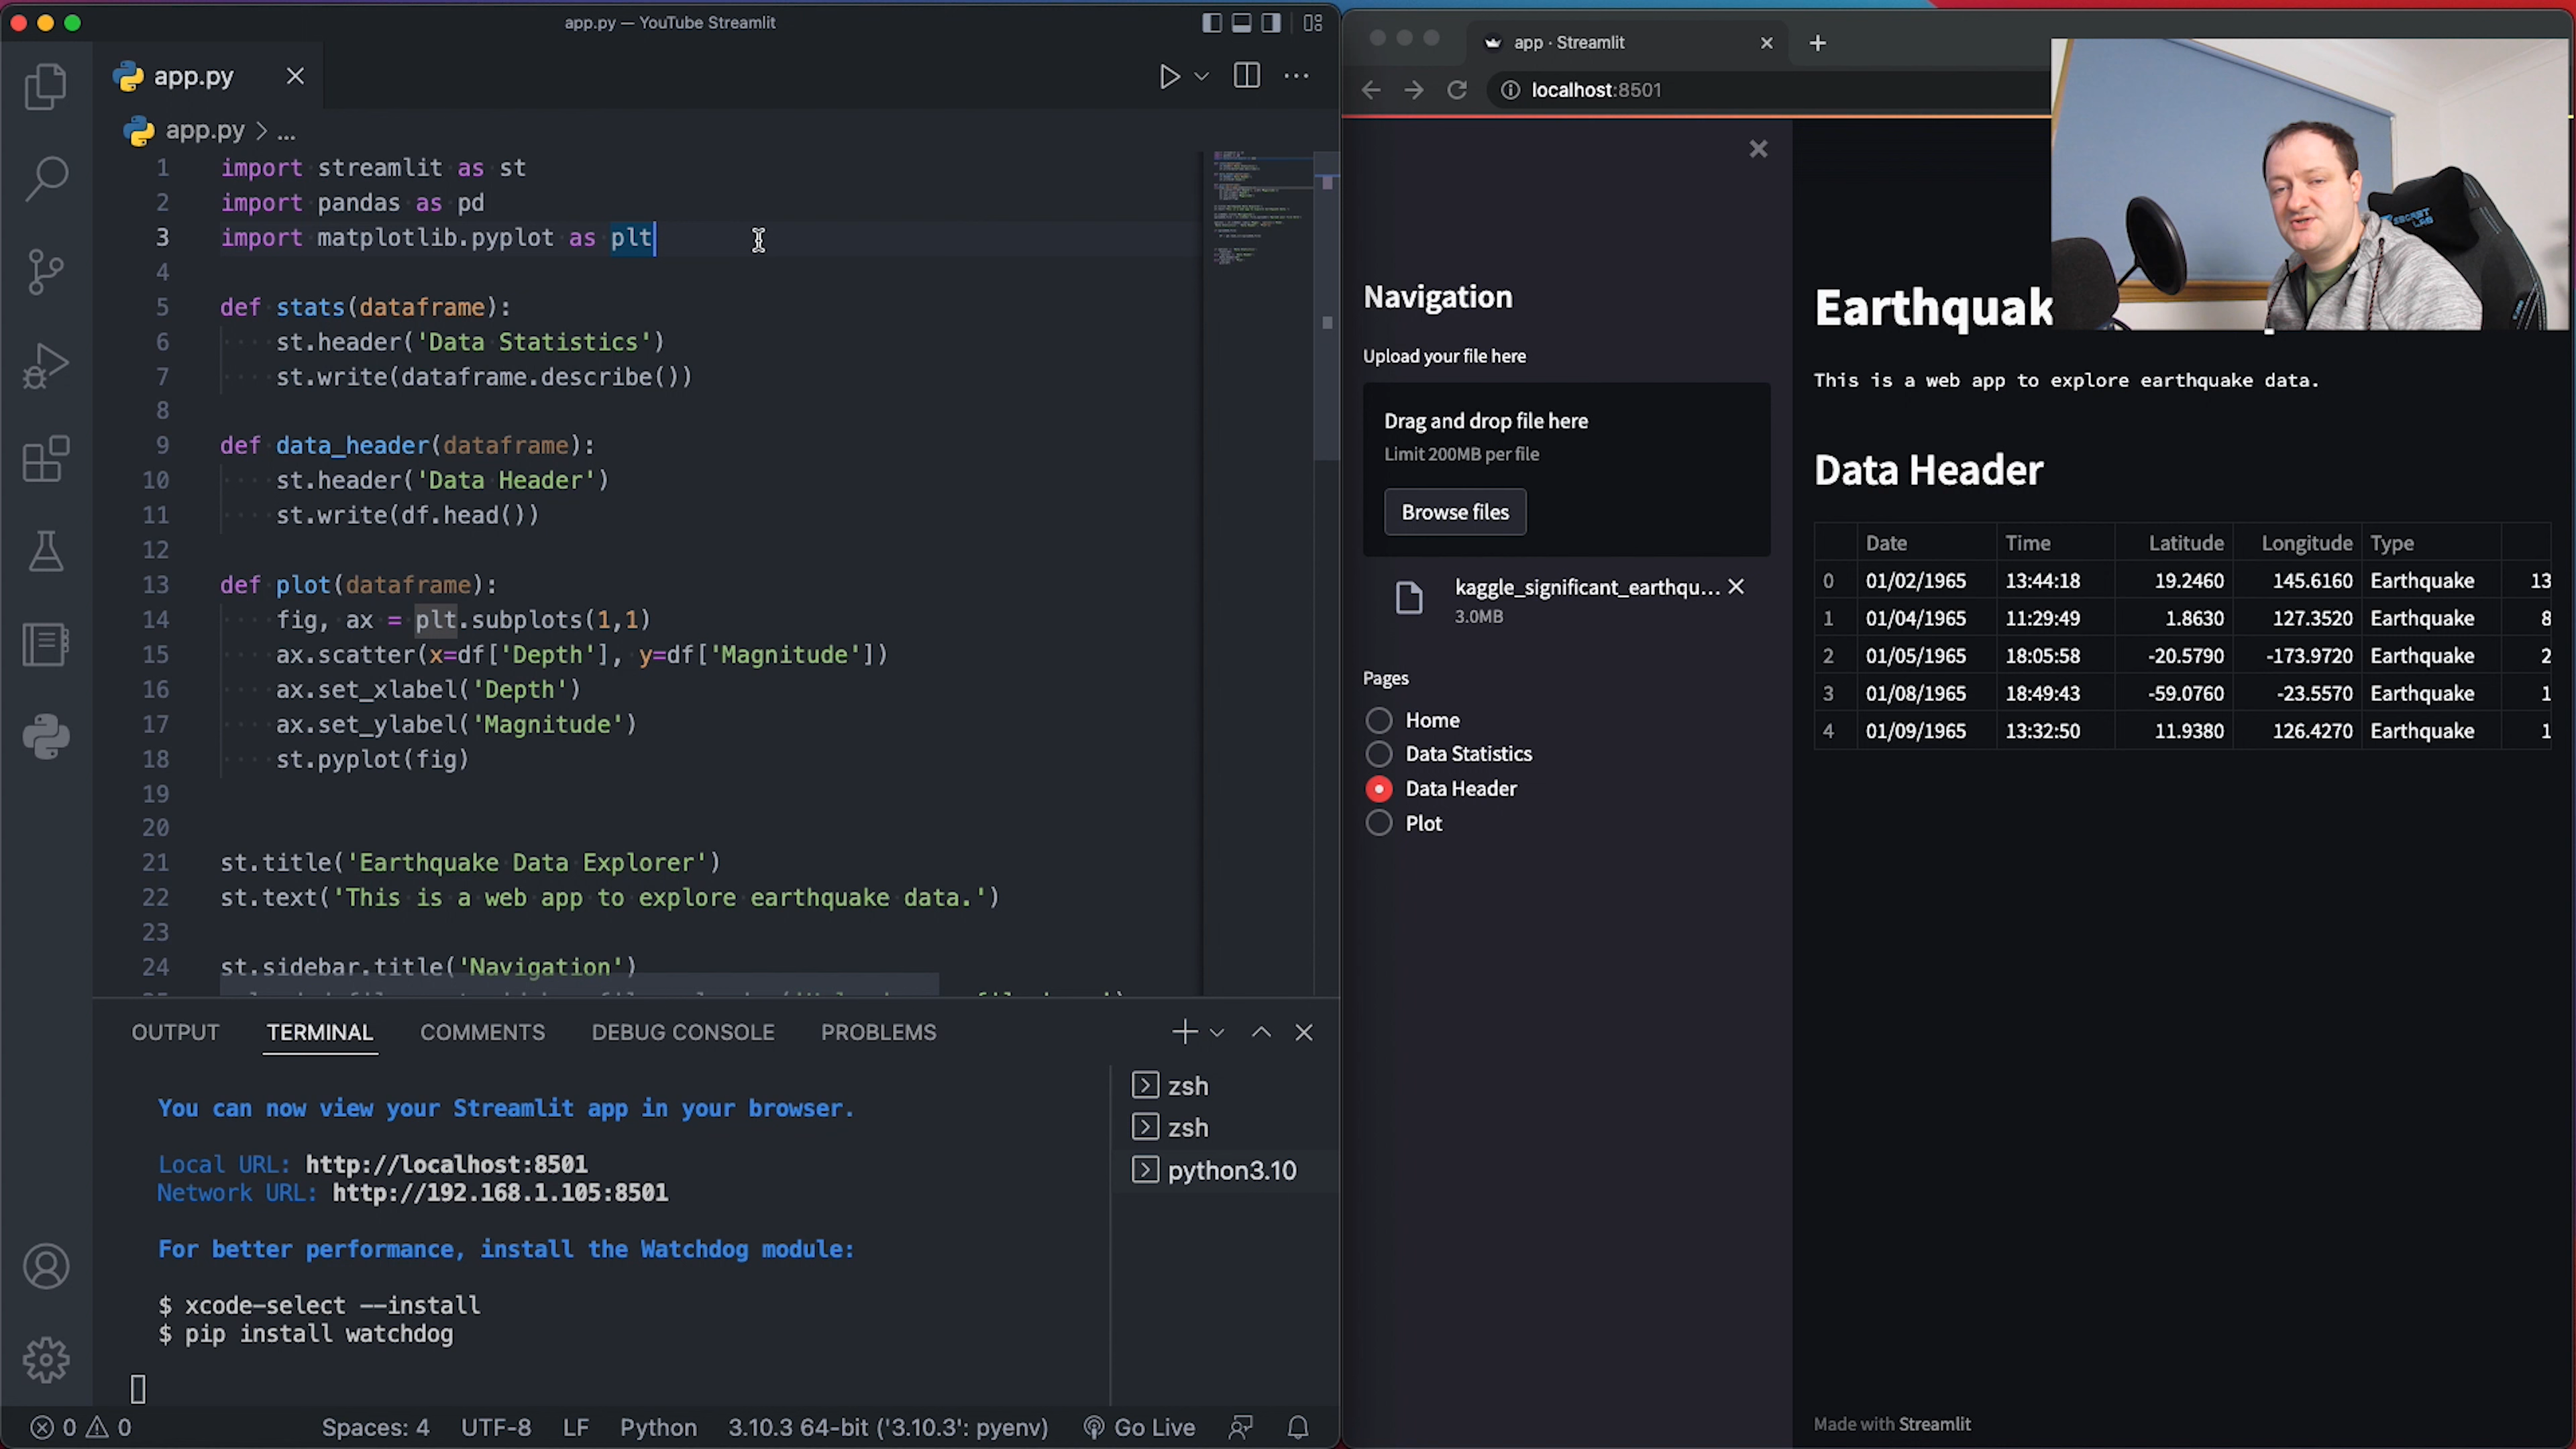 app.py — YouTube Streamlit
app.py
app.py > ...
1 import streamlit as st
2 import pandas as pd
3 import matplotlib.pyplot as plt
4
5 def stats(dataframe):
6 st.header('Data Statistics')
7 st.write(dataframe.describe())
8
9 def data_header(dataframe):
10 st.header('Data Header')
11 st.write(df.head())
12
13 def plot(dataframe):
14 fig, ax = plt.subplots(1,1)
15 ax.scatter(x=df['Depth'], y=df['Magnitude'])
16 ax.set_xlabel('Depth')
17 ax.set_ylabel('Magnitude')
18 st.pyplot(fig)
19
20
21 st.title('Earthquake Data Explorer')
22 st.text('This is a web app to explore earthquake data.')
23
24 st.sidebar.title('Navigation')
OUTPUT TERMINAL COMMENTS DEBUG CONSOLE PROBLEMS
You can now view your Streamlit app in your browser.
Local URL: http://localhost:8501
Network URL: http://192.168.1.105:8501
For better performance, install the Watchdog module:
$ xcode-select --install
$ pip install watchdog
zsh
zsh
python3.10
0 0 Spaces: 4 UTF-8 LF Python 3.10.3 64-bit ('3.10.3': pyenv) Go Live
app · Streamlit
localhost:8501
Navigation
Upload your file here
Drag and drop file here
Limit 200MB per file
Browse files
kaggle_significant_earthqu...
3.0MB
Pages
Home
Data Statistics
Data Header
Plot
Earthquak
This is a web app to explore earthquake data.
Data Header
Date Time Latitude Longitude Type
0 01/02/1965 13:44:18 19.2460 145.6160 Earthquake 13
1 01/04/1965 11:29:49 1.8630 127.3520 Earthquake 8
2 01/05/1965 18:05:58 -20.5790 -173.9720 Earthquake 2
3 01/08/1965 18:49:43 -59.0760 -23.5570 Earthquake 1
4 01/09/1965 13:32:50 11.9380 126.4270 Earthquake 1
Made with Streamlit